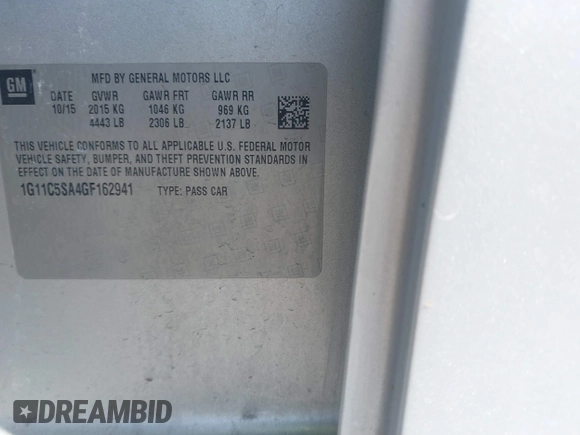 GM
MFD BY GENERAL MOTORS LLC
DATE GVWR GAWR FRT GAWR RR
10/15 2015 KG 1046 KG 969 KG
4443 LB 2306 LB 2137 LB
THIS VEHICLE CONFORMS TO ALL APPLICABLE U.S. FEDERAL MOTOR
VEHICLE SAFETY, BUMPER, AND THEFT PREVENTION STANDARDS IN
EFFECT ON THE DATE OF MANUFACTURE SHOWN ABOVE.
1G11C5SA4GF162941 TYPE: PASS CAR
DREAMBID